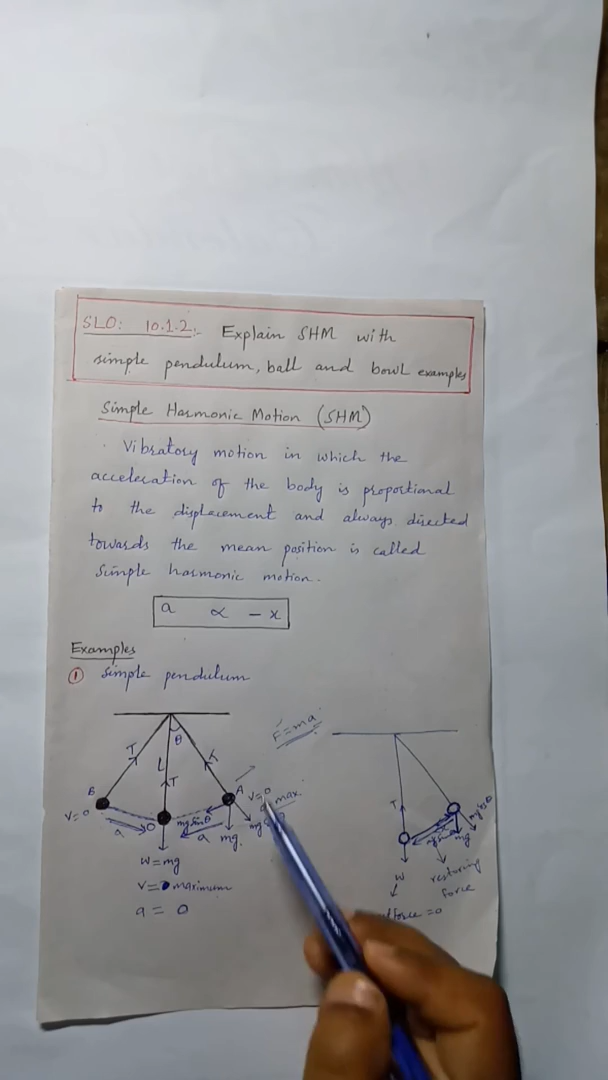 SLO: 10.1.2:- Explain SHM with
simple pendulum, ball and bowl examples
Simple Harmonic Motion (SHM)
Vibratory motion in which the
acceleration of the body is proportional
to the displacement and always directed
towards the mean position is called
Simple harmonic motion.
a ∝ - x
Examples
① Simple pendulum
F = ma
θ
T
L
T
B
A
v=0
v=0
max
T
a
O
mg sinθ
a
mg
mg
W
W = mg
restoring
force
v = maximum
force = 0
a = 0